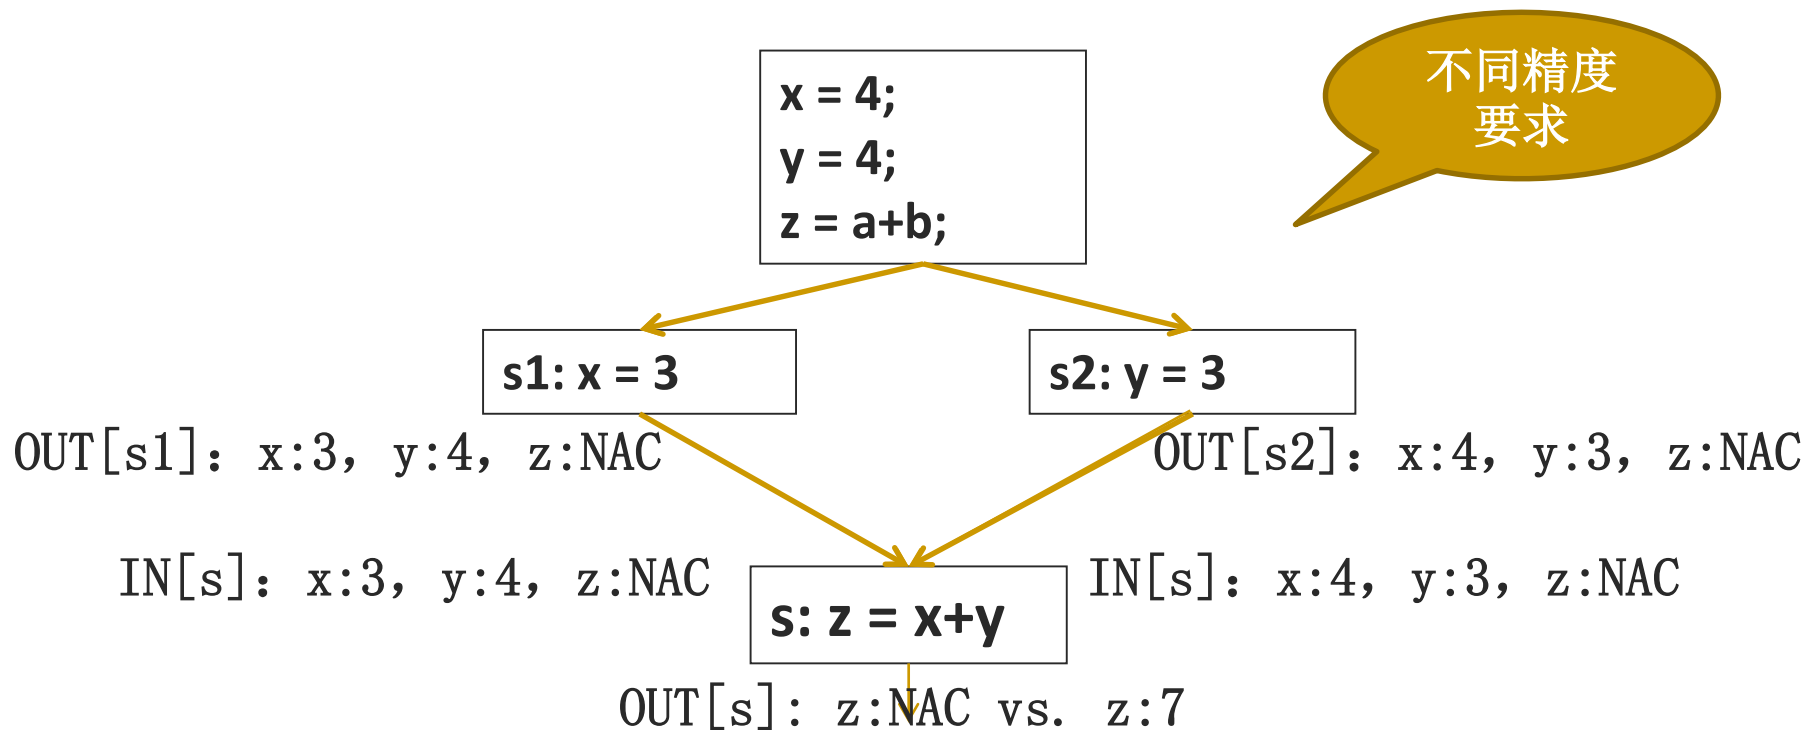 不同精度
要求
x = 4;
y = 4;
z = a+b;
s1: x = 3
s2: y = 3
OUT[s1]: x:3, y:4, z:NAC
OUT[s2]: x:4, y:3, z:NAC
IN[s]: x:3, y:4, z:NAC
IN[s]: x:4, y:3, z:NAC
s: z = x+y
OUT[s]: z:NAC vs. z:7